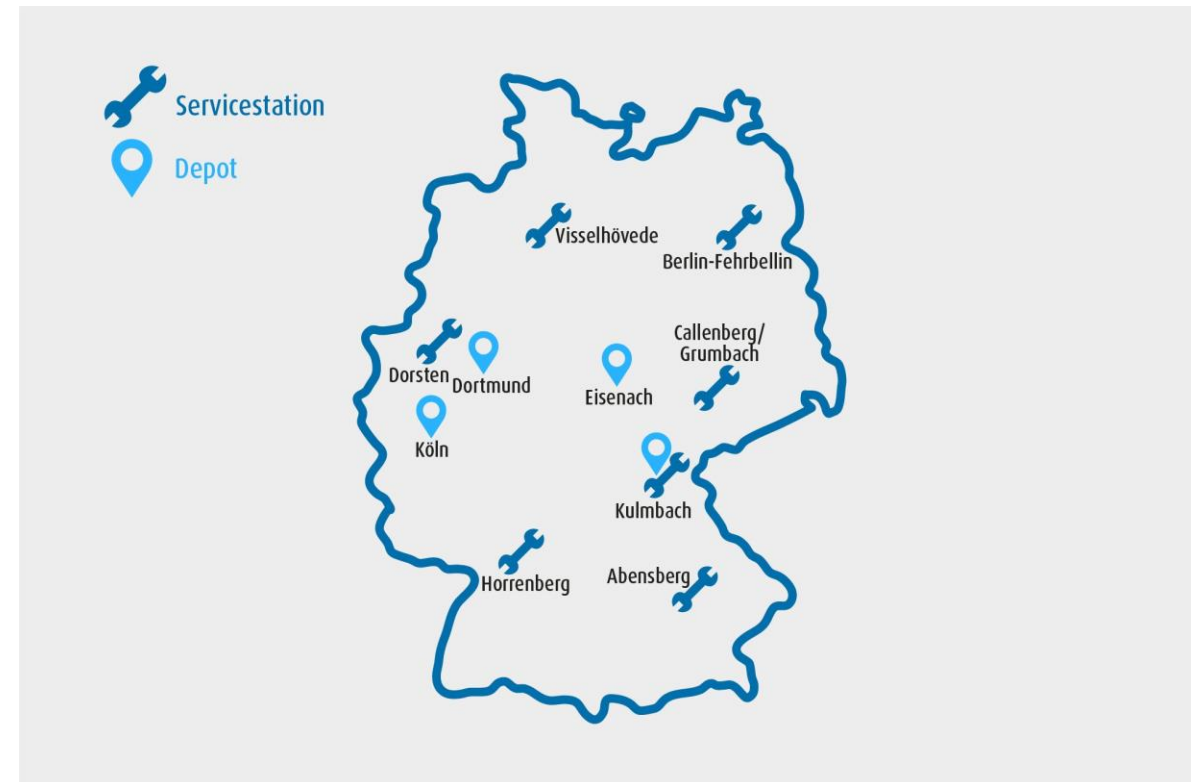 Servicestation
Depot
Visselhövede
Berlin-Fehrbellin
Callenberg/
Grumbach
Dorsten
Dortmund
Eisenach
Köln
Kulmbach
Horrenberg
Abensberg